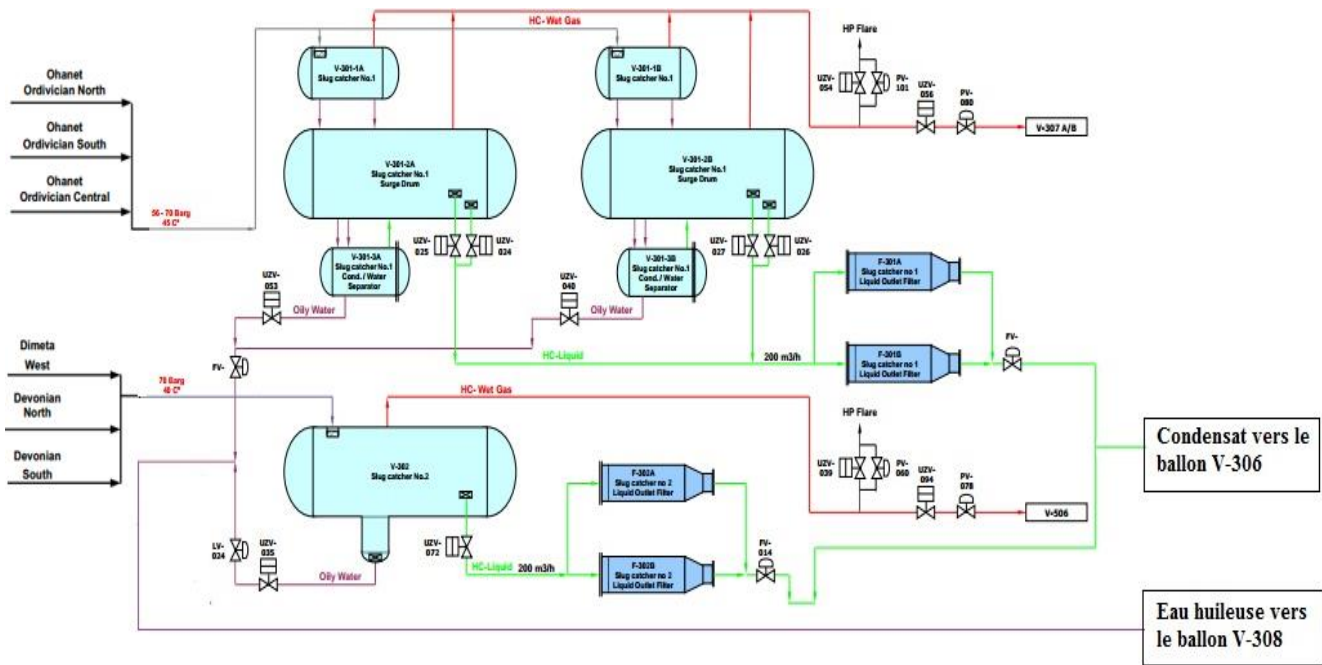 HC- Wet Gas
HP Flare
Ohanet
Ordivician North
Ohanet
Ordivician South
Ohanet
Ordivician Central
56 - 70 Barg
45 C°
V-301-1A
Slug catcher No.1
V-301-1B
Slug catcher No.1
UZV-
054
PV-
101
UZV-
056
PV-
080
V-307 A/B
V-301-2A
Slug catcher No.1
Surge Drum
V-301-2B
Slug catcher No.1
Surge Drum
UZV-
025
UZV-
024
UZV-
027
UZV-
026
V-301-3A
Slug catcher No.1
Cond. / Water
Separator
V-301-3B
Slug catcher No.1
Cond. / Water
Separator
UZV-
053
Oily Water
UZV-
040
Oily Water
F-301A
Slug catcher no 1
Liquid Outlet Filter
F-301B
Slug catcher no 1
Liquid Outlet Filter
HC-Liquid
200 m3/h
FV-
FV-
Dimeta
West
Devonian
North
Devonian
South
70 Barg
40 C°
HC- Wet Gas
HP Flare
V-302
Slug catcher No.2
UZV-
039
PV-
060
UZV-
094
PV-
078
V-506
F-302A
Slug catcher no 2
Liquid Outlet Filter
F-302B
Slug catcher no 2
Liquid Outlet Filter
LV-
024
UZV-
035
Oily Water
UZV-
072
HC-Liquid
200 m3/h
FV-
014
Condensat vers le
ballon V-306
Eau huileuse vers
le ballon V-308